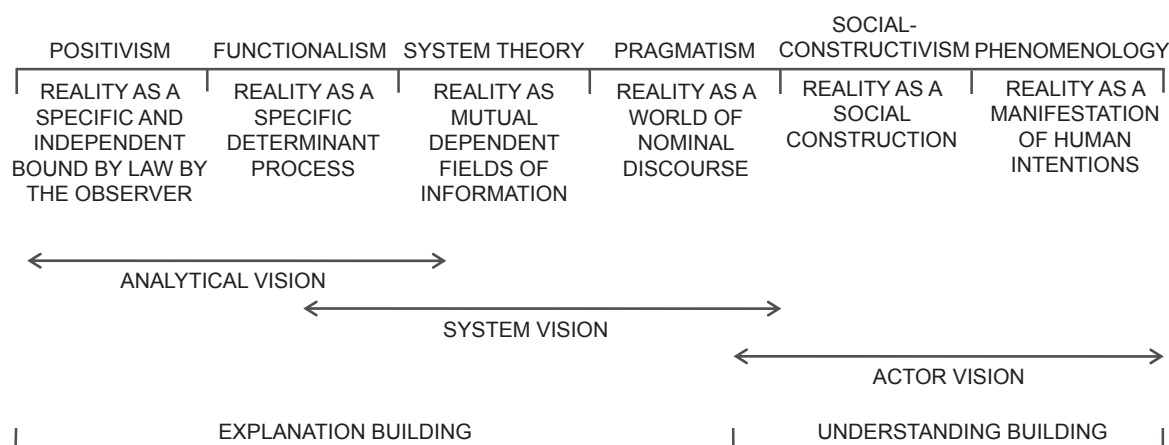 POSITIVISM
FUNCTIONALISM
SYSTEM THEORY
PRAGMATISM
SOCIAL-
CONSTRUCTIVISM
PHENOMENOLOGY
REALITY AS A
SPECIFIC AND
INDEPENDENT
BOUND BY LAW BY
THE OBSERVER
REALITY AS A
SPECIFIC
DETERMINANT
PROCESS
REALITY AS
MUTUAL
DEPENDENT
FIELDS OF
INFORMATION
REALITY AS A
WORLD OF
NOMINAL
DISCOURSE
REALITY AS A
SOCIAL
CONSTRUCTION
REALITY AS A
MANIFESTATION
OF HUMAN
INTENTIONS
ANALYTICAL VISION
SYSTEM VISION
ACTOR VISION
EXPLANATION BUILDING
UNDERSTANDING BUILDING